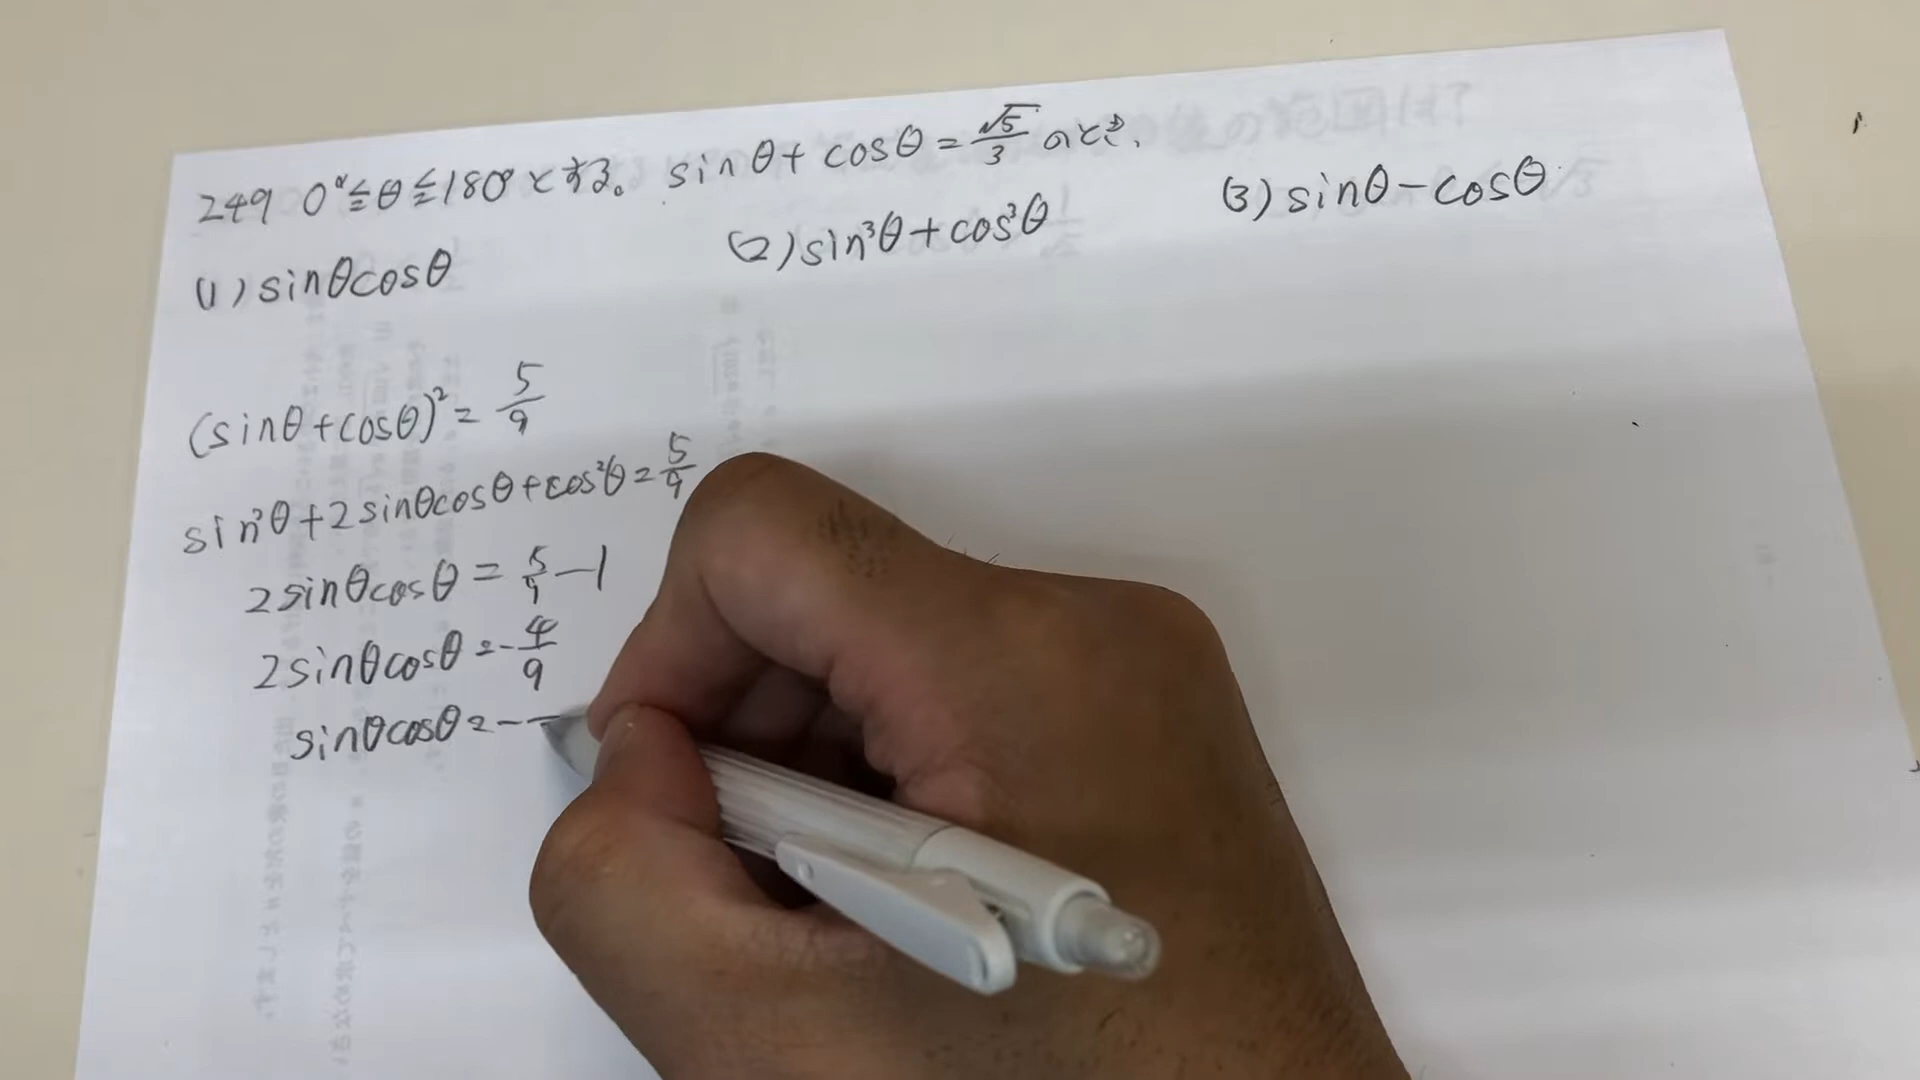 249 0°≦θ≦180°とする。sinθ+cosθ=√5/3のとき、
(1) sinθcosθ
(2) sin³θ+cos³θ
(3) sinθ-cosθ
(sinθ+cosθ)²=5/9
sin²θ+2sinθcosθ+cos²θ=5/9
2sinθcosθ=5/9-1
2sinθcosθ=-4/9
sinθcosθ=-